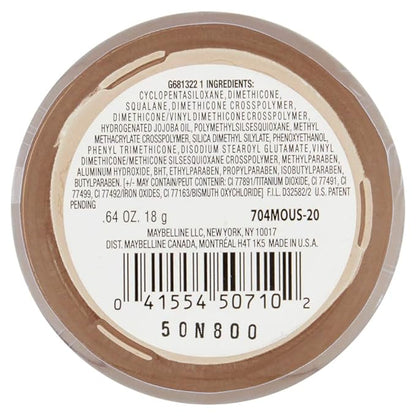 G681322 1 INGREDIENTS:
CYCLOPENTASILOXANE, DIMETHICONE,
SQUALANE, DIMETHICONE CROSSPOLYMER,
DIMETHICONE/VINYL DIMETHICONE CROSSPOLYMER,
HYDROGENATED JOJOBA OIL, POLYMETHYLSILSESQUIOXANE, METHYL
METHACRYLATE CROSSPOLYMER, SILICA DIMETHYL SILYLATE, PHENOXYETHANOL,
PHENYL TRIMETHICONE, DISODIUM STEAROYL GLUTAMATE, VINYL
DIMETHICONE/METHICONE SILSESQUIOXANE CROSSPOLYMER, METHYLPARABEN,
ALUMINUM HYDROXIDE, BHT, ETHYLPARABEN, PROPYLPARABEN, ISOBUTYLPARABEN,
BUTYLPARABEN. [+/- MAY CONTAIN/PEUT CONTENIR: CI 77891/TITANIUM DIOXIDE, CI 77491,
CI 77499, CI 77492/IRON OXIDES, CI 77163/BISMUTH OXYCHLORIDE] F.I.L. D32582/2 U.S. PATENT
PENDING
.64 OZ. 18 g 704MOUS-20
MAYBELLINE LLC, NEW YORK, NY 10017
DIST. MAYBELLINE CANADA, MONTRÉAL H4T 1K5 MADE IN U.S.A.
0 41554 50710 2
50N800